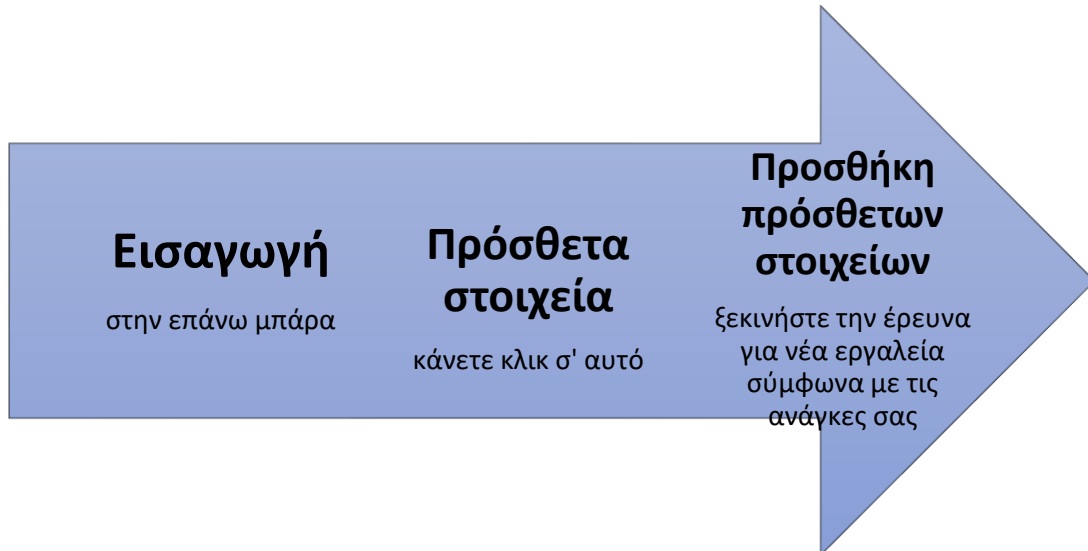 Εισαγωγή
στην επάνω μπάρα
Πρόσθετα
στοιχεία
κάνετε κλικ σ' αυτό
Προσθήκη
πρόσθετων
στοιχείων
ξεκινήστε την έρευνα
για νέα εργαλεία
σύμφωνα με τις
ανάγκες σας